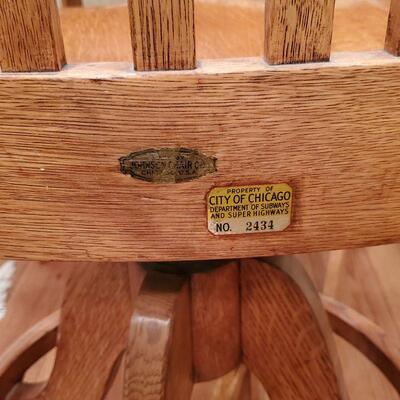 JOHNSON CHAIR CO.
CHICAGO, U.S.A.
PROPERTY OF
CITY OF CHICAGO
DEPARTMENT OF SUBWAYS
AND SUPER HIGHWAYS
NO. 2434